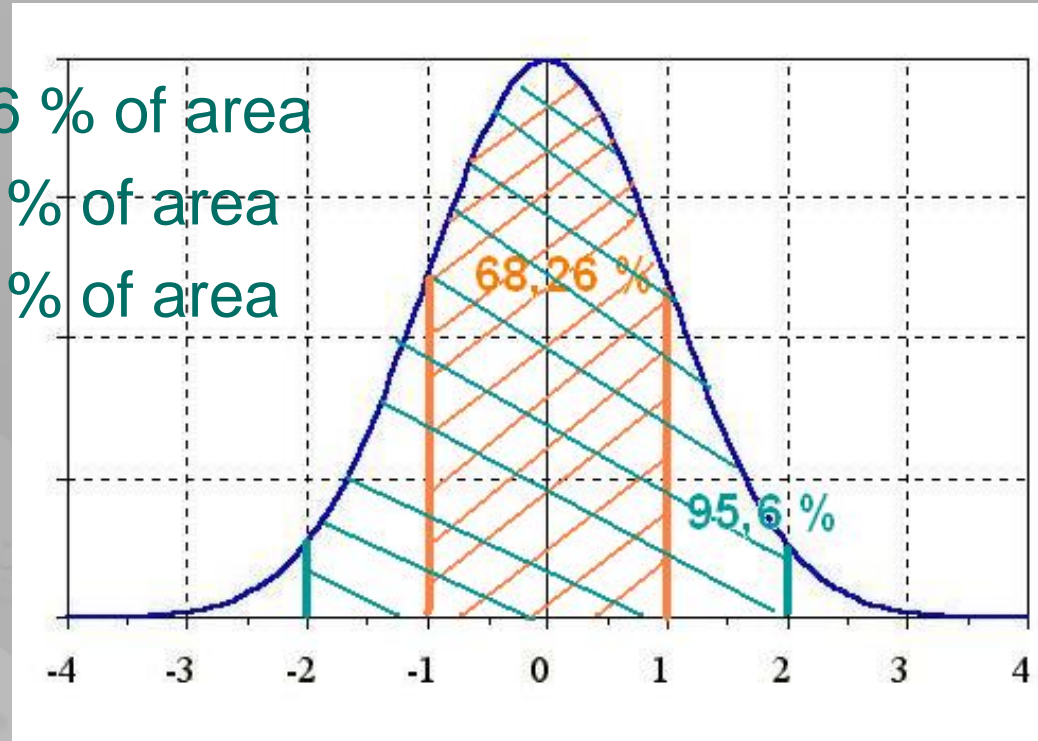 6 % of area
% of area
% of area
68,26 %
95,6 %
-4 -3 -2 -1 0 1 2 3 4